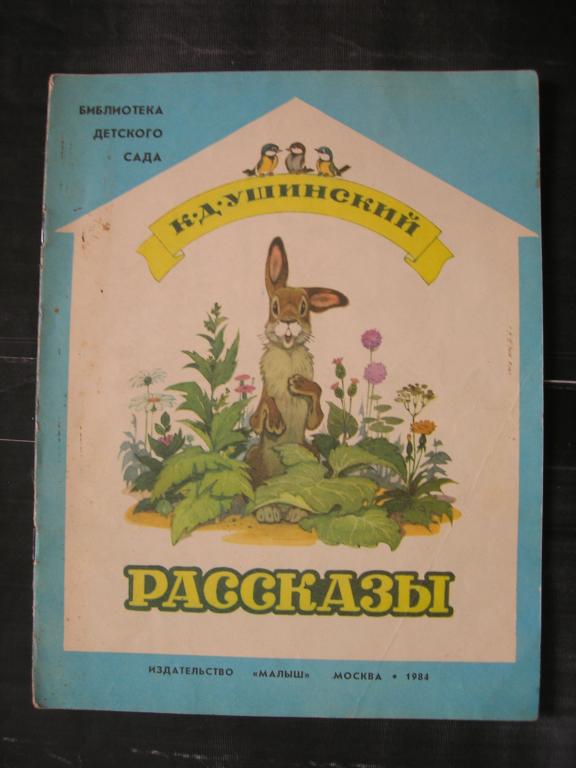 БИБЛИОТЕКА
ДЕТСКОГО
САДА
К·Д·УШИНСКИЙ
РАССКАЗЫ
ИЗДАТЕЛЬСТВО «МАЛЫШ» МОСКВА • 1984